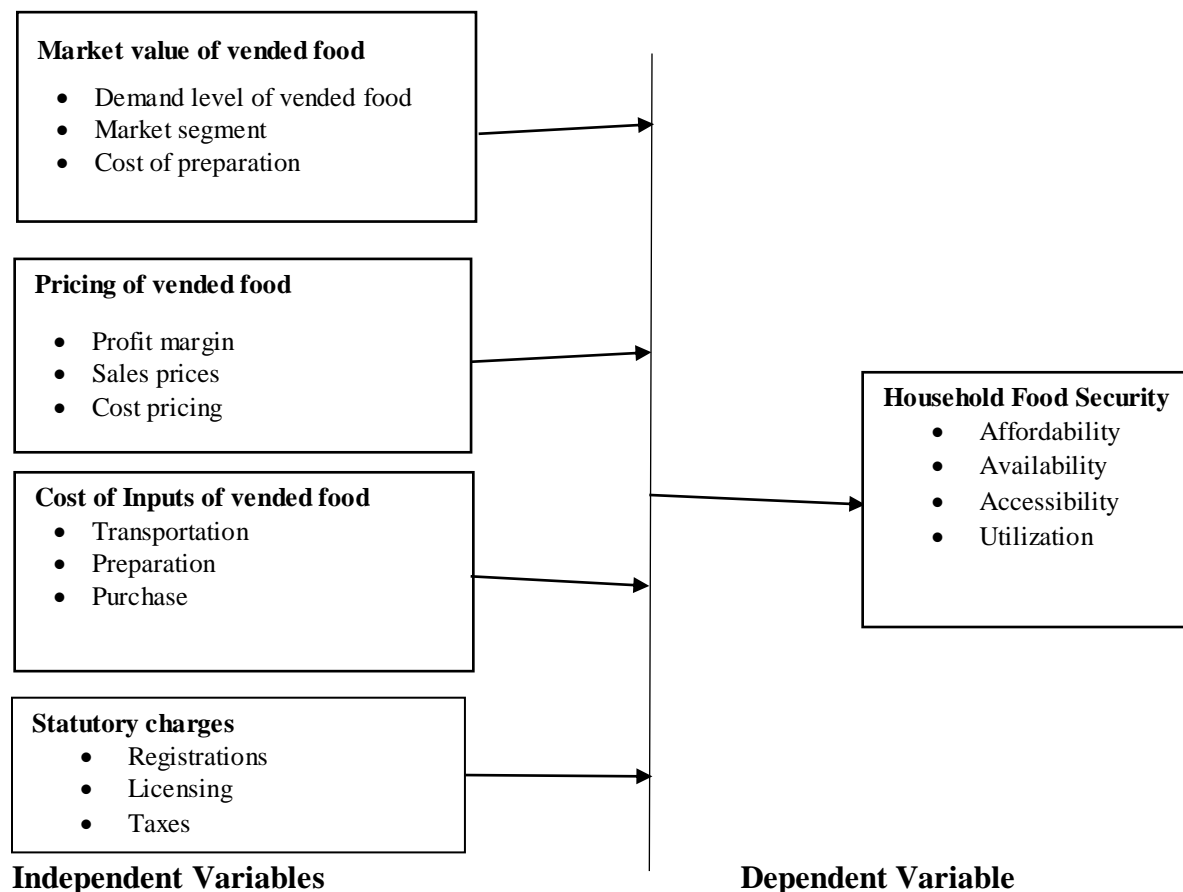 Market value of vended food
• Demand level of vended food
• Market segment
• Cost of preparation
Pricing of vended food
• Profit margin
• Sales prices
• Cost pricing
Cost of Inputs of vended food
• Transportation
• Preparation
• Purchase
Statutory charges
• Registrations
• Licensing
• Taxes
Independent Variables
Household Food Security
• Affordability
• Availability
• Accessibility
• Utilization
Dependent Variable